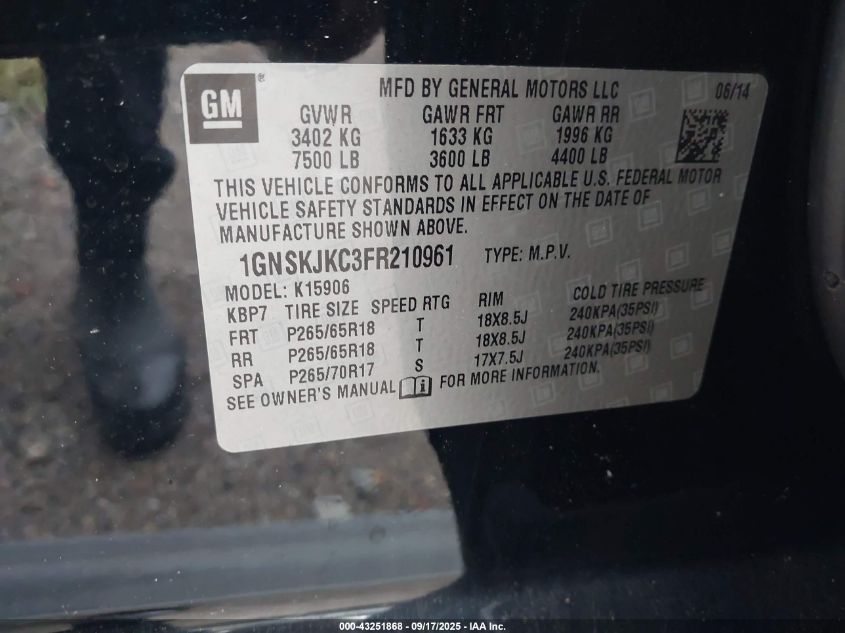 GM®
MFD BY GENERAL MOTORS LLC 06/14
GVWR GAWR FRT GAWR RR
3402 KG 1633 KG 1996 KG
7500 LB 3600 LB 4400 LB
THIS VEHICLE CONFORMS TO ALL APPLICABLE U.S. FEDERAL MOTOR
VEHICLE SAFETY STANDARDS IN EFFECT ON THE DATE OF
MANUFACTURE SHOWN ABOVE.
1GNSKJKC3FR210961 TYPE: M.P.V.
MODEL: K15906
KBP7 TIRE SIZE SPEED RTG RIM COLD TIRE PRESSURE
FRT P265/65R18 T 18X8.5J 240KPA(35PSI)
RR P265/65R18 T 18X8.5J 240KPA(35PSI)
SPA P265/70R17 S 17X7.5J 240KPA(35PSI)
SEE OWNER'S MANUAL FOR MORE INFORMATION.
000-43251868 - 09/17/2025 - IAA Inc.